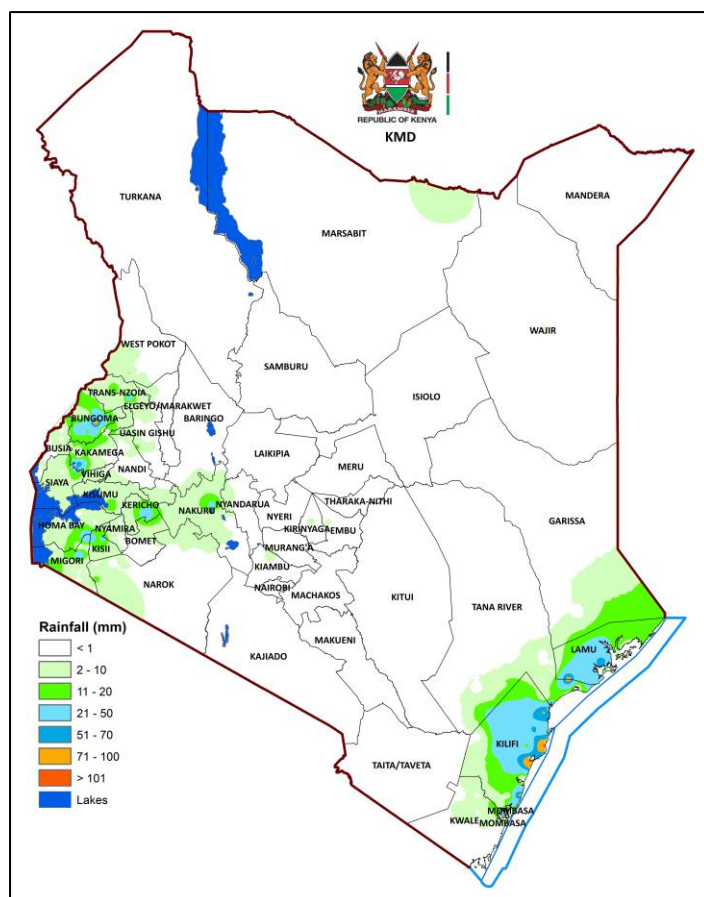 REPUBLIC OF KENYA
KMD
TURKANA
MANDERA
MARSABIT
WAJIR
WEST POKOT
SAMBURU
ISIOLO
TRANS-NZOIA
ELGEYO/MARAKWET
BUNGOMA
BARINGO
UASIN GISHU
BUSIA
KAKAMEGA
LAIKIPIA
VIHIGA
NANDI
MERU
SIAYA
KISUMU
KERICHO
NAKURU
NYANDARUA
THARAKA-NITHI
NYERI
GARISSA
HOMA BAY
NYAMIRA
KIRINYAGA
EMBU
KISII
BOMET
MURANG'A
MIGORI
KIAMBU
NAROK
NAIROBI
MACHAKOS
KITUI
TANA RIVER
MAKUENI
KAJIADO
LAMU
KILIFI
TAITA/TAVETA
MOMBASA
KWALE
MOMBASA
Rainfall (mm)
< 1
2 - 10
11 - 20
21 - 50
51 - 70
71 - 100
> 101
Lakes